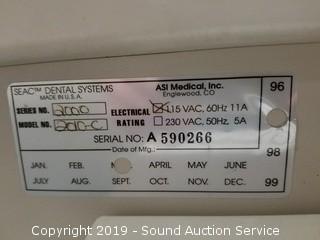 SEAC™ DENTAL SYSTEMS
MADE IN U.S.A.
ASI Medical, Inc.
Englewood, CO
SERIES NO. 2000
MODEL NO.
ELECTRICAL RATING
115 VAC, 60Hz 11A
230 VAC, 50Hz, 5A
SERIAL NO: A 590266
Date of Mfg.:
96
98
99
JAN. FEB. APRIL MAY JUNE
JULY AUG. SEPT. OCT. NOV. DEC.
Copyright 2019 - Sound Auction Service